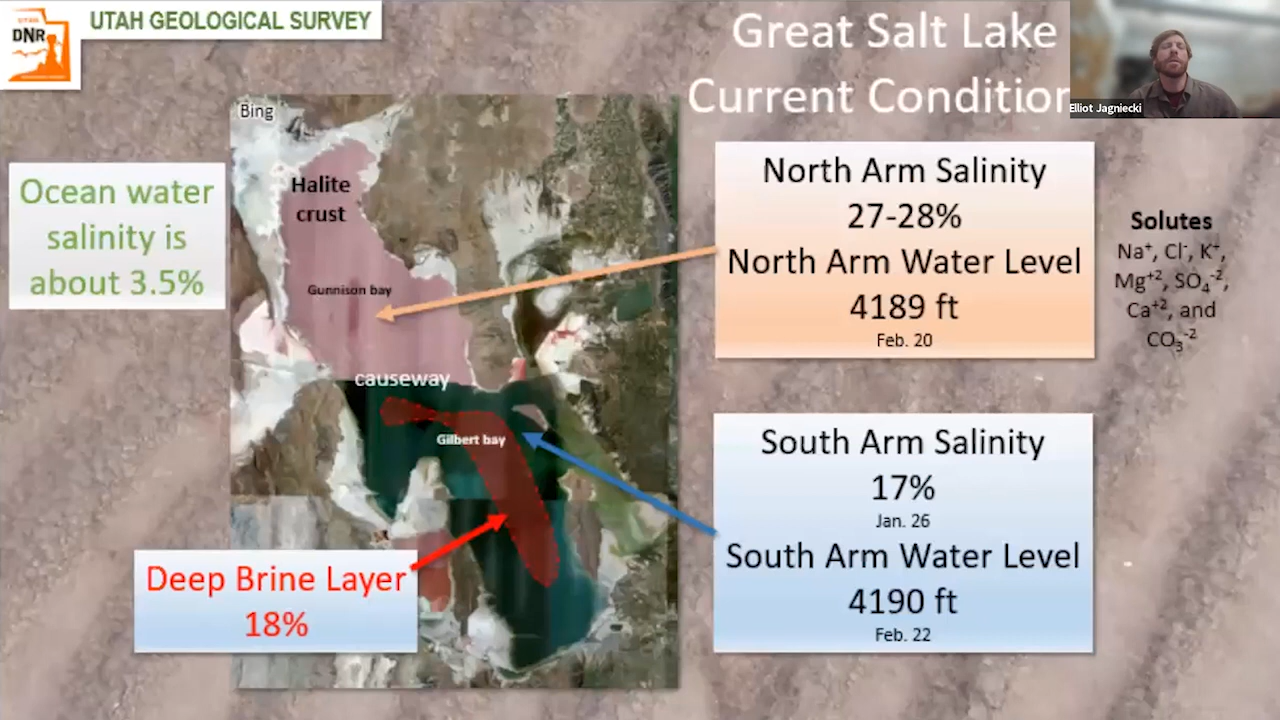 UTAH
DNR
UTAH GEOLOGICAL SURVEY
Great Salt Lake
Current Condition
Elliot Jagniecki
Bing
Ocean water
salinity is
about 3.5%
Halite
crust
Gunnison bay
causeway
Gilbert bay
Deep Brine Layer
18%
North Arm Salinity
27-28%
North Arm Water Level
4189 ft
Feb. 20
Solutes
Na⁺, Cl⁻, K⁺,
Mg⁺², SO₄⁻²,
Ca⁺², and
CO₃⁻²
South Arm Salinity
17%
Jan. 26
South Arm Water Level
4190 ft
Feb. 22